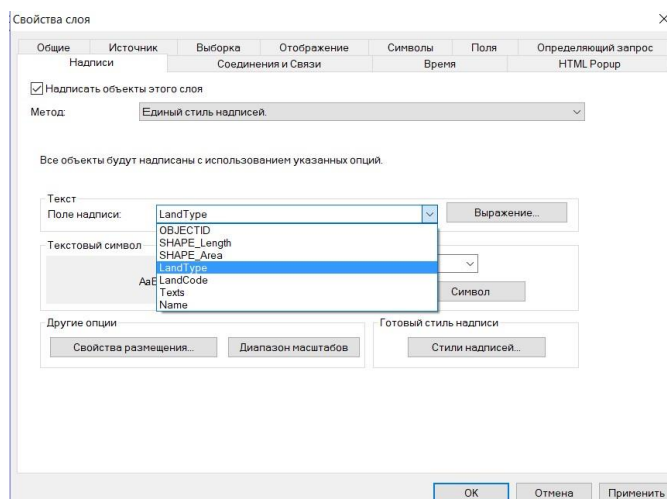 Свойства слоя
Общие Источник Выборка Отображение Символы Поля Определяющий запрос
Надписи Соединения и Связи Время HTML Popup
Надписать объекты этого слоя
Метод: Единый стиль надписей.
Все объекты будут надписаны с использованием указанных опций.
Текст
Поле надписи: LandType Выражение...
OBJECTID
SHAPE_Length
SHAPE_Area
LandType
LandCode
Texts
Name
Текстовый символ
AaB
Символ
Другие опции Готовый стиль надписи
Свойства размещения... Диапазон масштабов Стили надписей...
OK Отмена Применить